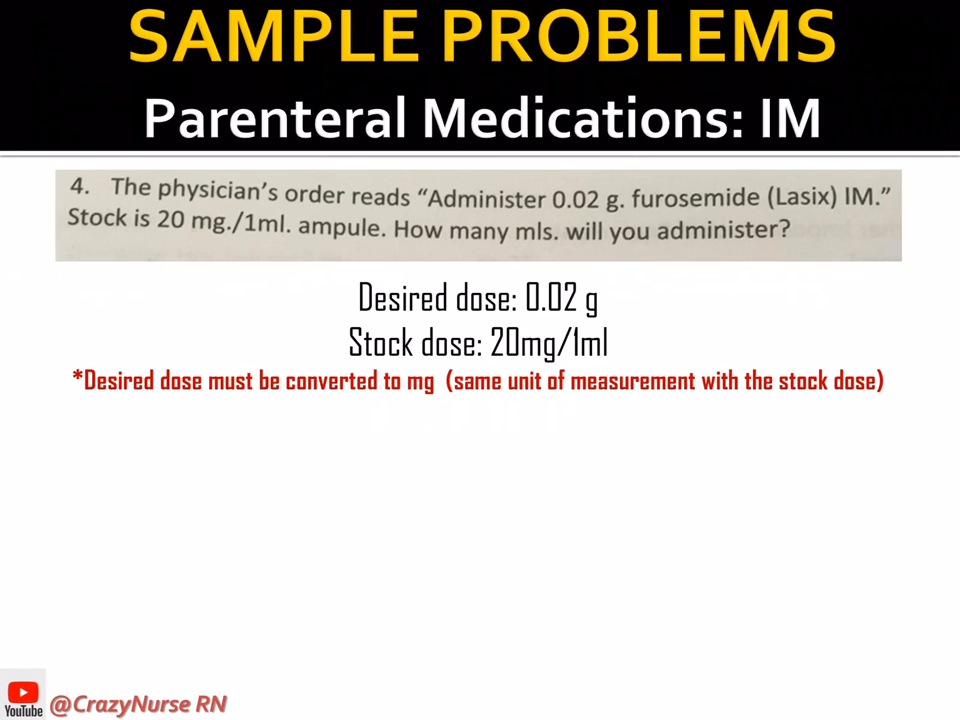 SAMPLE PROBLEMS
Parenteral Medications: IM
4. The physician's order reads “Administer 0.02 g. furosemide (Lasix) IM.”
Stock is 20 mg./1ml. ampule. How many mls. will you administer?
Desired dose: 0.02 g
Stock dose: 20mg/1ml
*Desired dose must be converted to mg (same unit of measurement with the stock dose)
YouTube @CrazyNurse RN